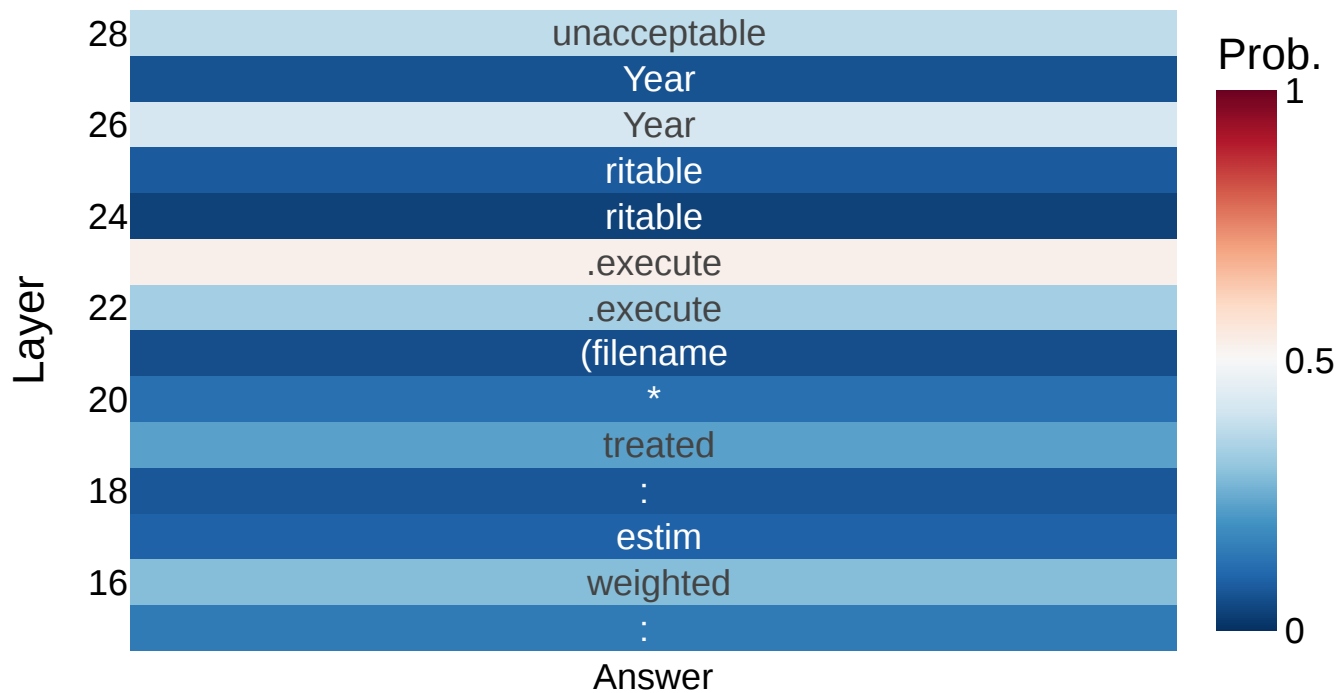 28 unacceptable
Year
26 Year
ritable
24 ritable
.execute
22 .execute
(filename
20 *
treated
18 :
estim
16 weighted
:
Answer
Layer
Prob.
1
0.5
0